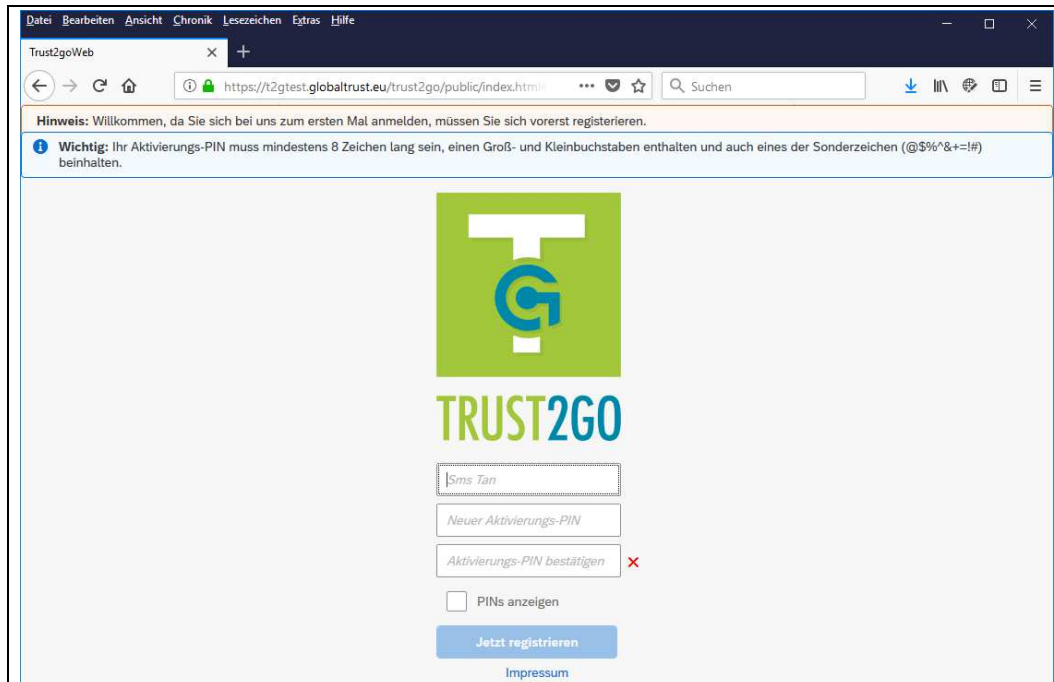 Datei Bearbeiten Ansicht Chronik Lesezeichen Extras Hilfe
Trust2goWeb
https://t2gtest.globaltrust.eu/trust2go/public/index.html
Suchen
Hinweis: Willkommen, da Sie sich bei uns zum ersten Mal anmelden, müssen Sie sich vorerst registerieren.
Wichtig: Ihr Aktivierungs-PIN muss mindestens 8 Zeichen lang sein, einen Groß- und Kleinbuchstaben enthalten und auch eines der Sonderzeichen (@$%^&+=!#)
beinhalten.
TRUST2GO
Sms Tan
Neuer Aktivierungs-PIN
Aktivierungs-PIN bestätigen
PINs anzeigen
Jetzt registrieren
Impressum